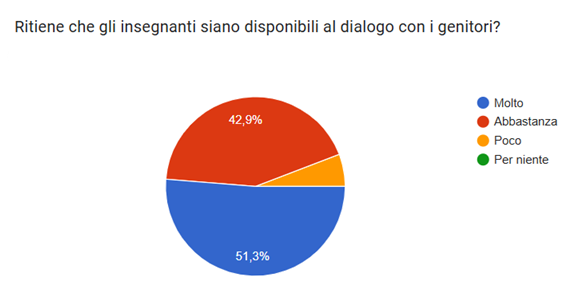 Ritiene che gli insegnanti siano disponibili al dialogo con i genitori?
42,9%
51,3%
Molto
Abbastanza
Poco
Per niente